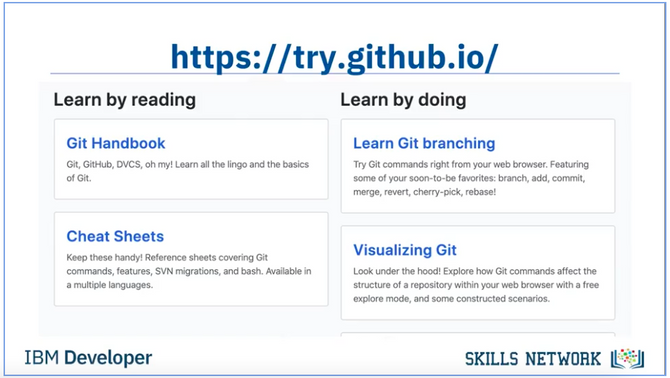 https://try.github.io/
Learn by reading
Git Handbook
Git, GitHub, DVCS, oh my! Learn all the lingo and the basics
of Git.
Cheat Sheets
Keep these handy! Reference sheets covering Git
commands, features, SVN migrations, and bash. Available in
a multiple languages.
Learn by doing
Learn Git branching
Try Git commands right from your web browser. Featuring
some of your soon-to-be favorites: branch, add, commit,
merge, revert, cherry-pick, rebase!
Visualizing Git
Look under the hood! Explore how Git commands affect the
structure of a repository within your web browser with a free
explore mode, and some constructed scenarios.
IBM Developer
SKILLS NETWORK